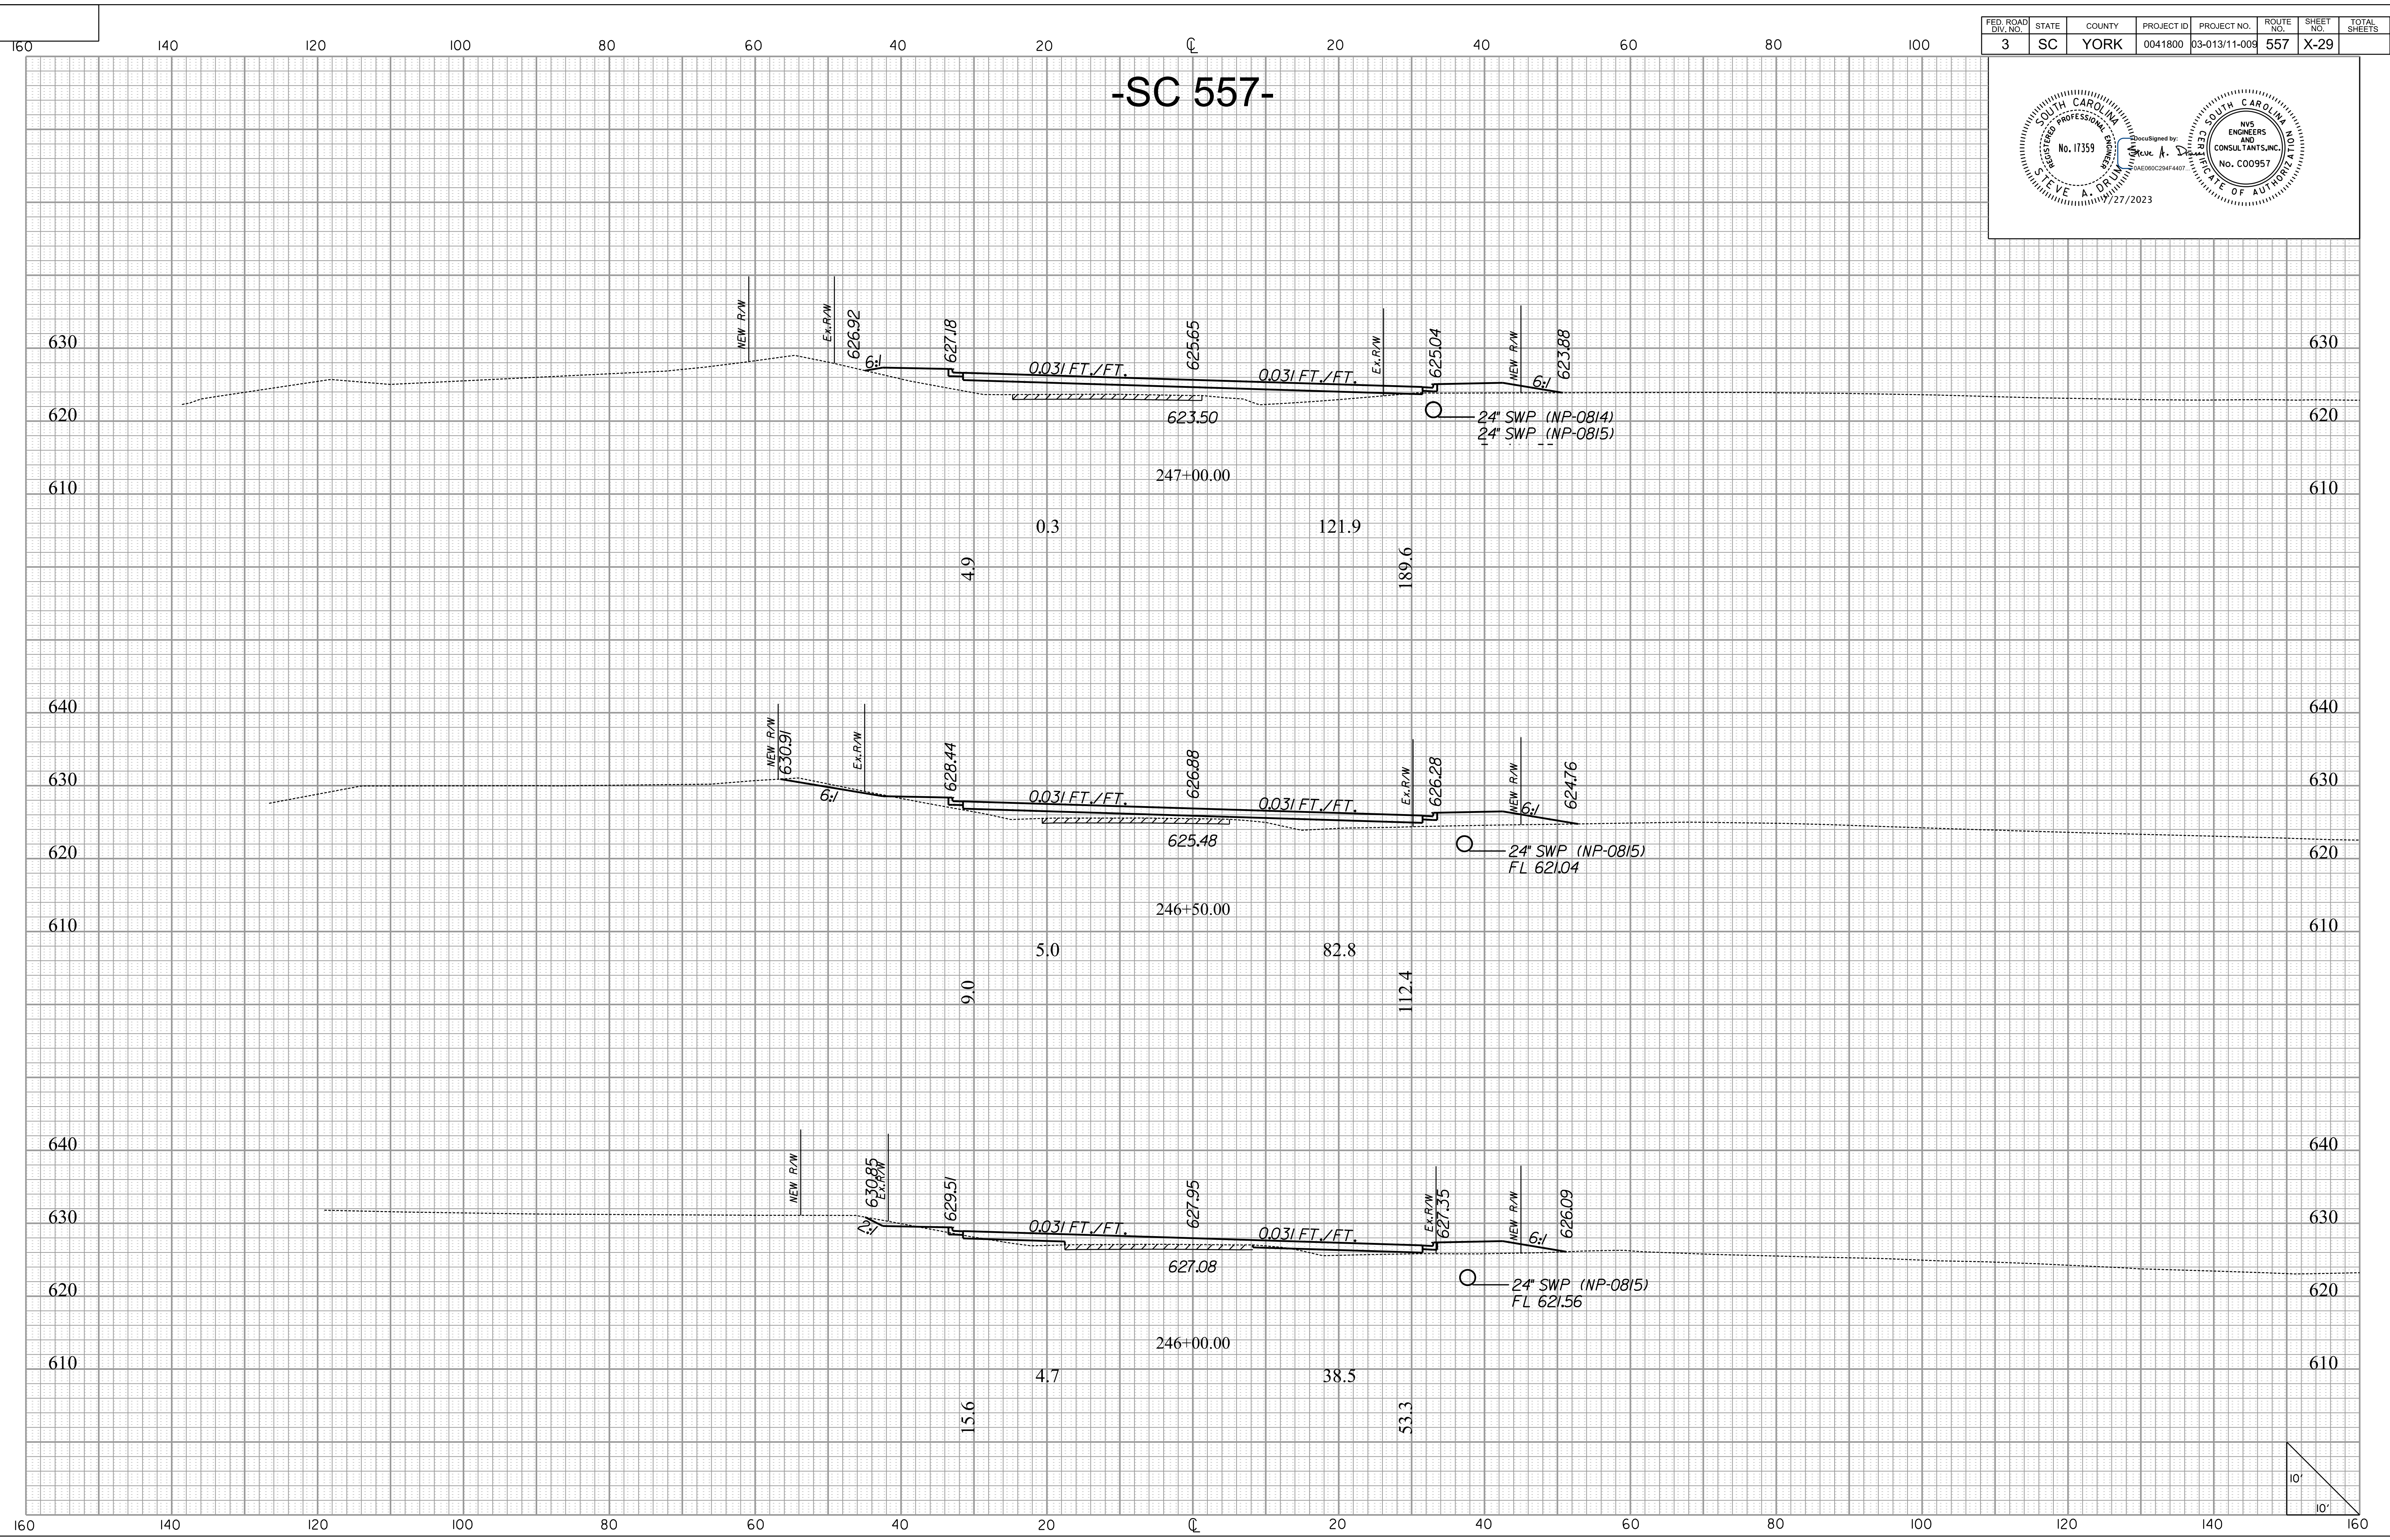 FED. ROAD DIV. NO. STATE COUNTY PROJECT ID PROJECT NO. ROUTE NO. SHEET NO. TOTAL SHEETS
3 SC YORK 0041800 03-013/11-009 557 X-29
160 140 120 100 80 60 40 20 ℄ 20 40 60 80 100
-SC 557-
SOUTH CAROLINA
REGISTERED PROFESSIONAL ENGINEER
No. 17359
STEVE A. DRUM
DocuSigned by:
Steve A. Drum
0AE060C294F4407
7/27/2023
SOUTH CAROLINA
CERTIFICATE OF AUTHORIZATION
NV5
ENGINEERS
AND
CONSULTANTS,INC.
No. C00957
NEW R/W Ex.R/W 626.92 627.18 625.65 Ex.R/W 625.04 NEW R/W 623.88
630 630
6:1 0.031 FT./FT. 0.031 FT./FT. 6:1
620 623.50 620
24" SWP (NP-0814)
24" SWP (NP-0815)
247+00.00
610 610
0.3 121.9
4.9 189.6
640 640
NEW R/W 630.91 Ex.R/W 628.44 626.88 Ex.R/W 626.28 NEW R/W 624.76
630 630
6:1 0.031 FT./FT. 0.031 FT./FT. 6:1
625.48
620 620
24" SWP (NP-0815)
FL 621.04
246+50.00
610 610
5.0 82.8
9.0 112.4
640 640
NEW R/W 630.85 Ex.R/W 629.51 627.95 Ex.R/W 627.35 NEW R/W 626.09
630 630
2:1 0.031 FT./FT. 0.031 FT./FT. 6:1
627.08
24" SWP (NP-0815)
FL 621.56
620 620
246+00.00
610 610
4.7 38.5
15.6 53.3
10'
10'
160 140 120 100 80 60 40 20 ℄ 20 40 60 80 100 120 140 160